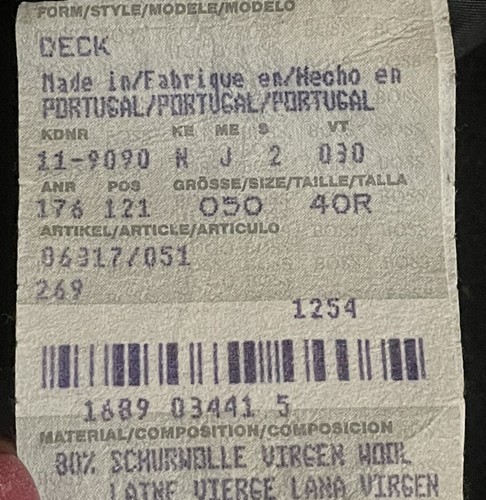 FORM/STYLE/MODELE/MODELO
DECK
Made in/Fabrique en/Hecho en
PORTUGAL/PORTUGAL/PORTUGAL
KDNR KE ME S VT
11-9090 N J 2 030
ANR POS GRÖSSE/SIZE/TAILLE/TALLA
176 121 050 40R
ARTIKEL/ARTICLE/ARTICULO
06317/051
269
1254
1689 03441 5
MATERIAL/COMPOSITION/COMPOSICION
80% SCHURWOLLE VIRGEN WOOL
LAINE VIERGE LANA VIRGEN